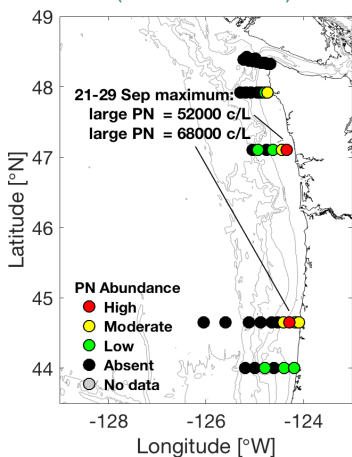 49
48
47
46
45
44
Latitude [°N]
21-29 Sep maximum:
large PN = 52000 c/L
large PN = 68000 c/L
PN Abundance
High
Moderate
Low
Absent
No data
-128
-126
-124
Longitude [°W]